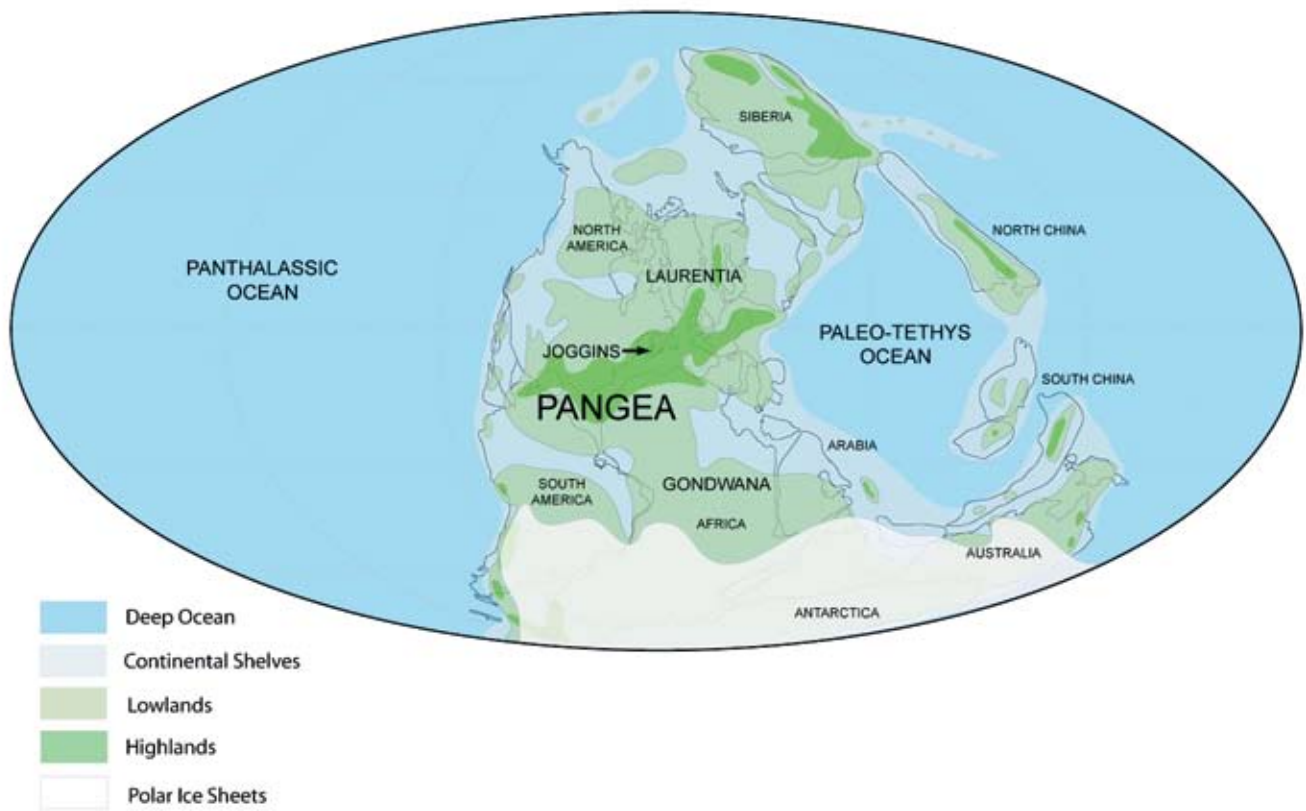 SIBERIA
NORTH
AMERICA
NORTH CHINA
PANTHALASSIC
OCEAN
LAURENTIA
PALEO-TETHYS
OCEAN
JOGGINS
SOUTH CHINA
PANGEA
ARABIA
SOUTH
AMERICA
GONDWANA
AFRICA
AUSTRALIA
ANTARCTICA
Deep Ocean
Continental Shelves
Lowlands
Highlands
Polar Ice Sheets